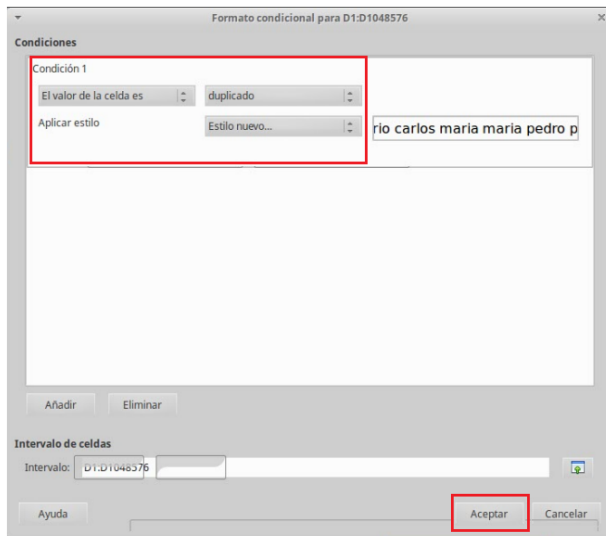 Formato condicional para D1:D1048576
Condiciones
Condición 1
El valor de la celda es duplicado
Aplicar estilo Estilo nuevo... rio carlos maria maria pedro p
Añadir Eliminar
Intervalo de celdas
Intervalo: D1:D1048576
Ayuda Aceptar Cancelar